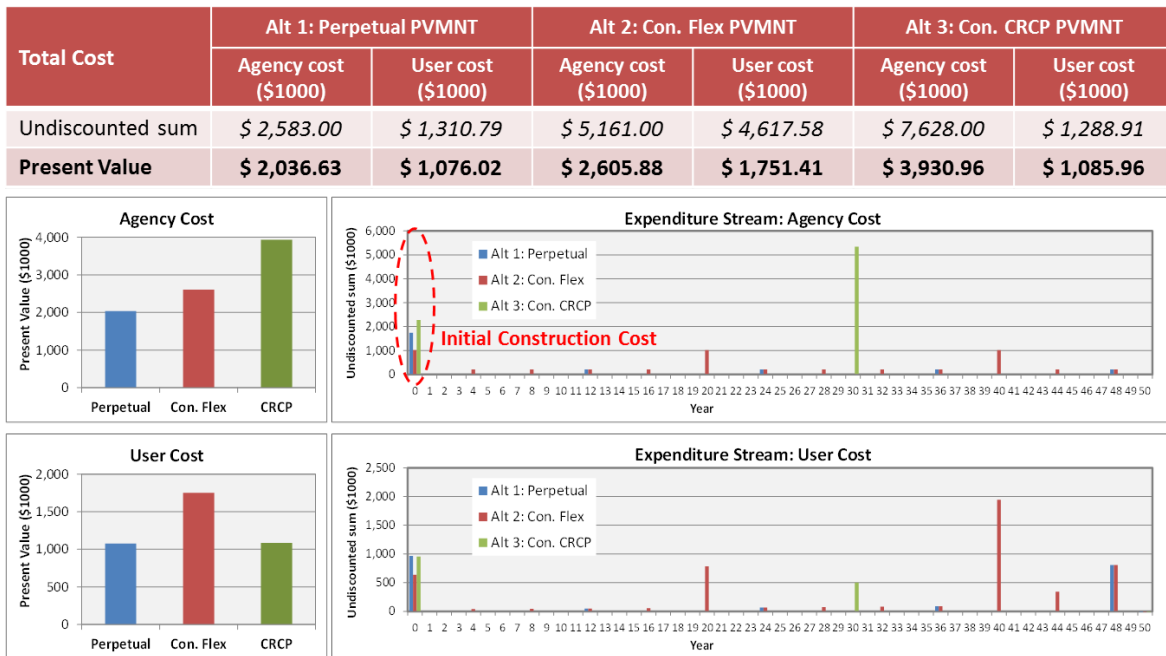 Total Cost
Alt 1: Perpetual PVMNT Alt 2: Con. Flex PVMNT Alt 3: Con. CRCP PVMNT
Agency cost ($1000) User cost ($1000) Agency cost ($1000) User cost ($1000) Agency cost ($1000) User cost ($1000)
Undiscounted sum $ 2,583.00 $ 1,310.79 $ 5,161.00 $ 4,617.58 $ 7,628.00 $ 1,288.91
Present Value $ 2,036.63 $ 1,076.02 $ 2,605.88 $ 1,751.41 $ 3,930.96 $ 1,085.96
Agency Cost
Present Value ($1000)
4,000
3,000
2,000
1,000
0
Perpetual Con. Flex CRCP
Expenditure Stream: Agency Cost
Undiscounted sum ($1000)
6,000
5,000
4,000
3,000
2,000
1,000
0
Alt 1: Perpetual
Alt 2: Con. Flex
Alt 3: Con. CRCP
Initial Construction Cost
0 1 2 3 4 5 6 7 8 9 10 11 12 13 14 15 16 17 18 19 20 21 22 23 24 25 26 27 28 29 30 31 32 33 34 35 36 37 38 39 40 41 42 43 44 45 46 47 48 49 50
Year
User Cost
Present Value ($1000)
2,000
1,500
1,000
500
0
Perpetual Con. Flex CRCP
Expenditure Stream: User Cost
Undiscounted sum ($1000)
2,500
2,000
1,500
1,000
500
0
Alt 1: Perpetual
Alt 2: Con. Flex
Alt 3: Con. CRCP
0 1 2 3 4 5 6 7 8 9 10 11 12 13 14 15 16 17 18 19 20 21 22 23 24 25 26 27 28 29 30 31 32 33 34 35 36 37 38 39 40 41 42 43 44 45 46 47 48 49 50
Year